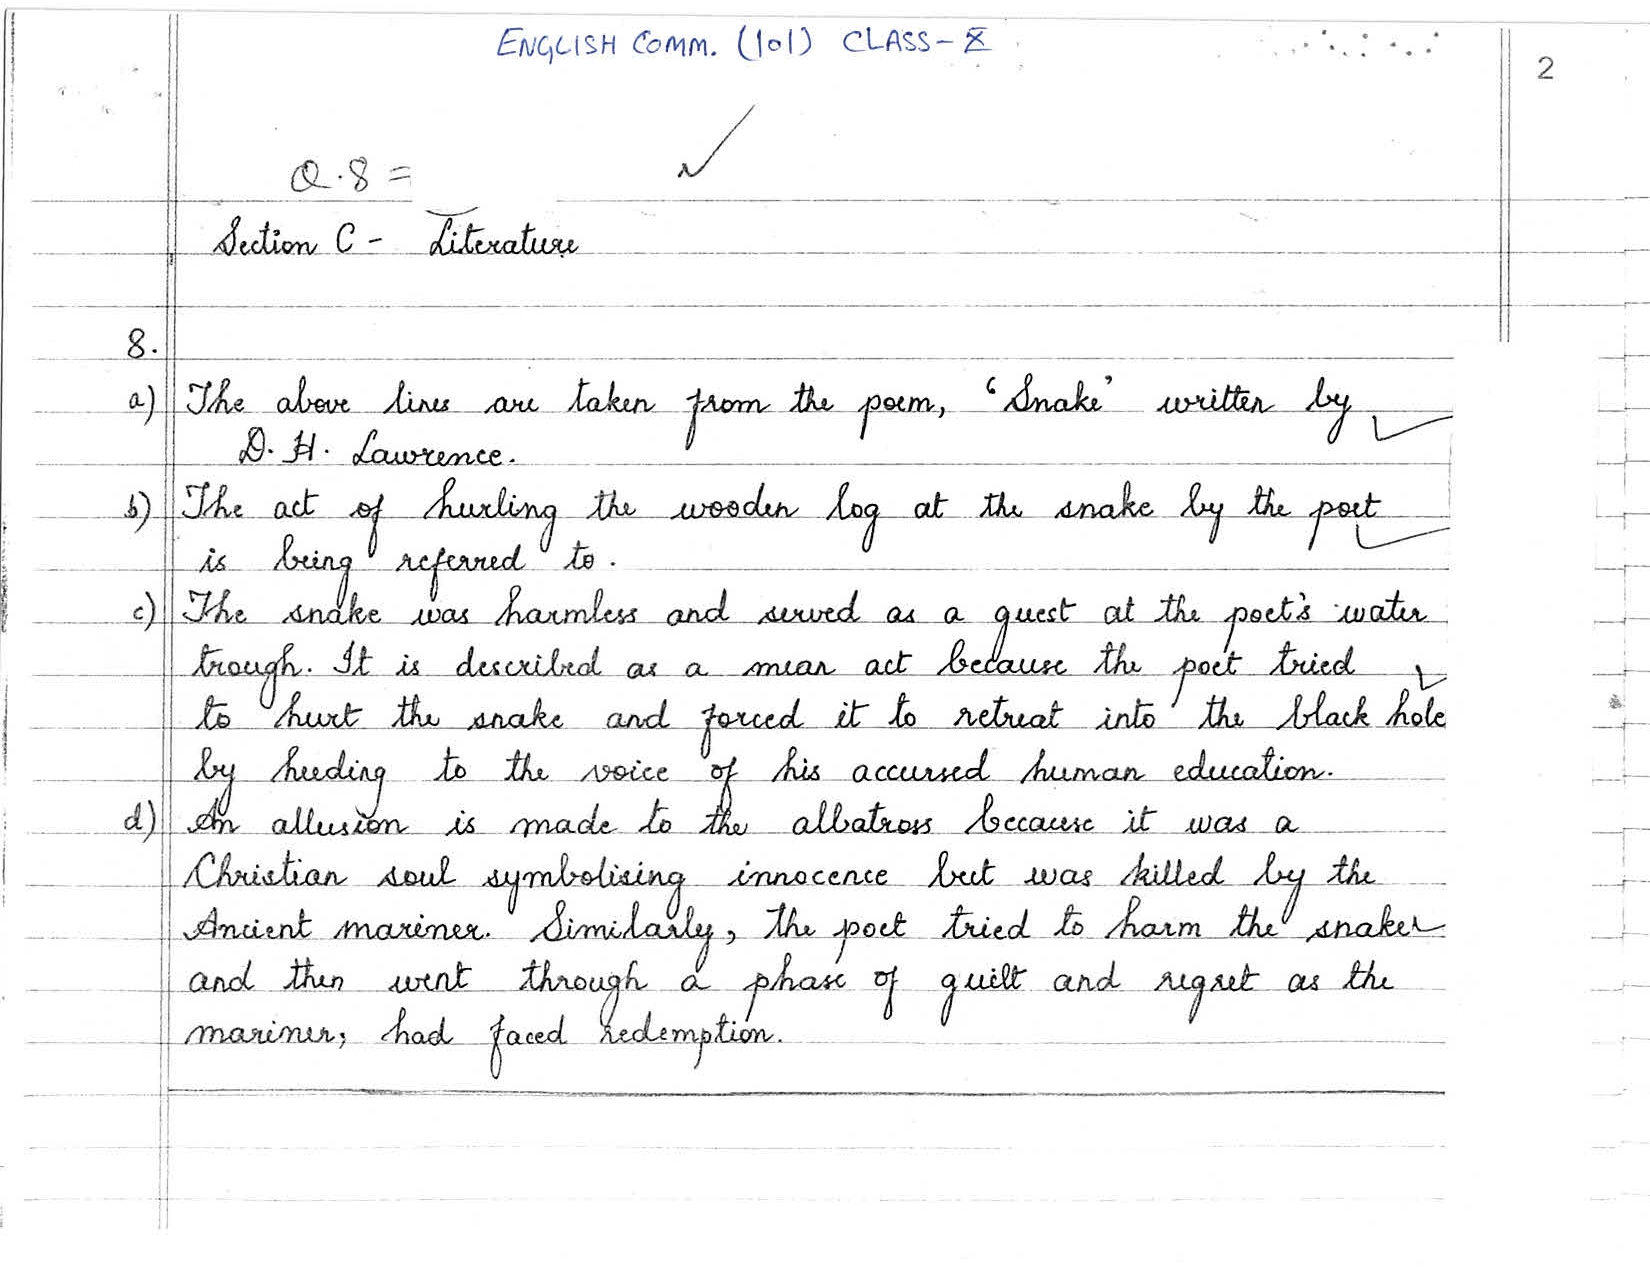 ENGLISH COMM. (101) CLASS-X
2
Q.8 =
Section C - Literature
8.
a) The above lines are taken from the poem, 'Snake' written by
D. H. Lawrence.
b) The act of hurling the wooden log at the snake by the poet
is being referred to.
c) The snake was harmless and served as a guest at the poet's water
trough. It is described as a mean act because the poet tried
to hurt the snake and forced it to retreat into the black hole
by heeding to the voice of his accursed human education.
d) An allusion is made to the albatross because it was a
Christian soul symbolising innocence but was killed by the
Ancient mariner. Similarly, the poet tried to harm the snake
and then went through a phase of guilt and regret as the
mariner; had faced redemption.